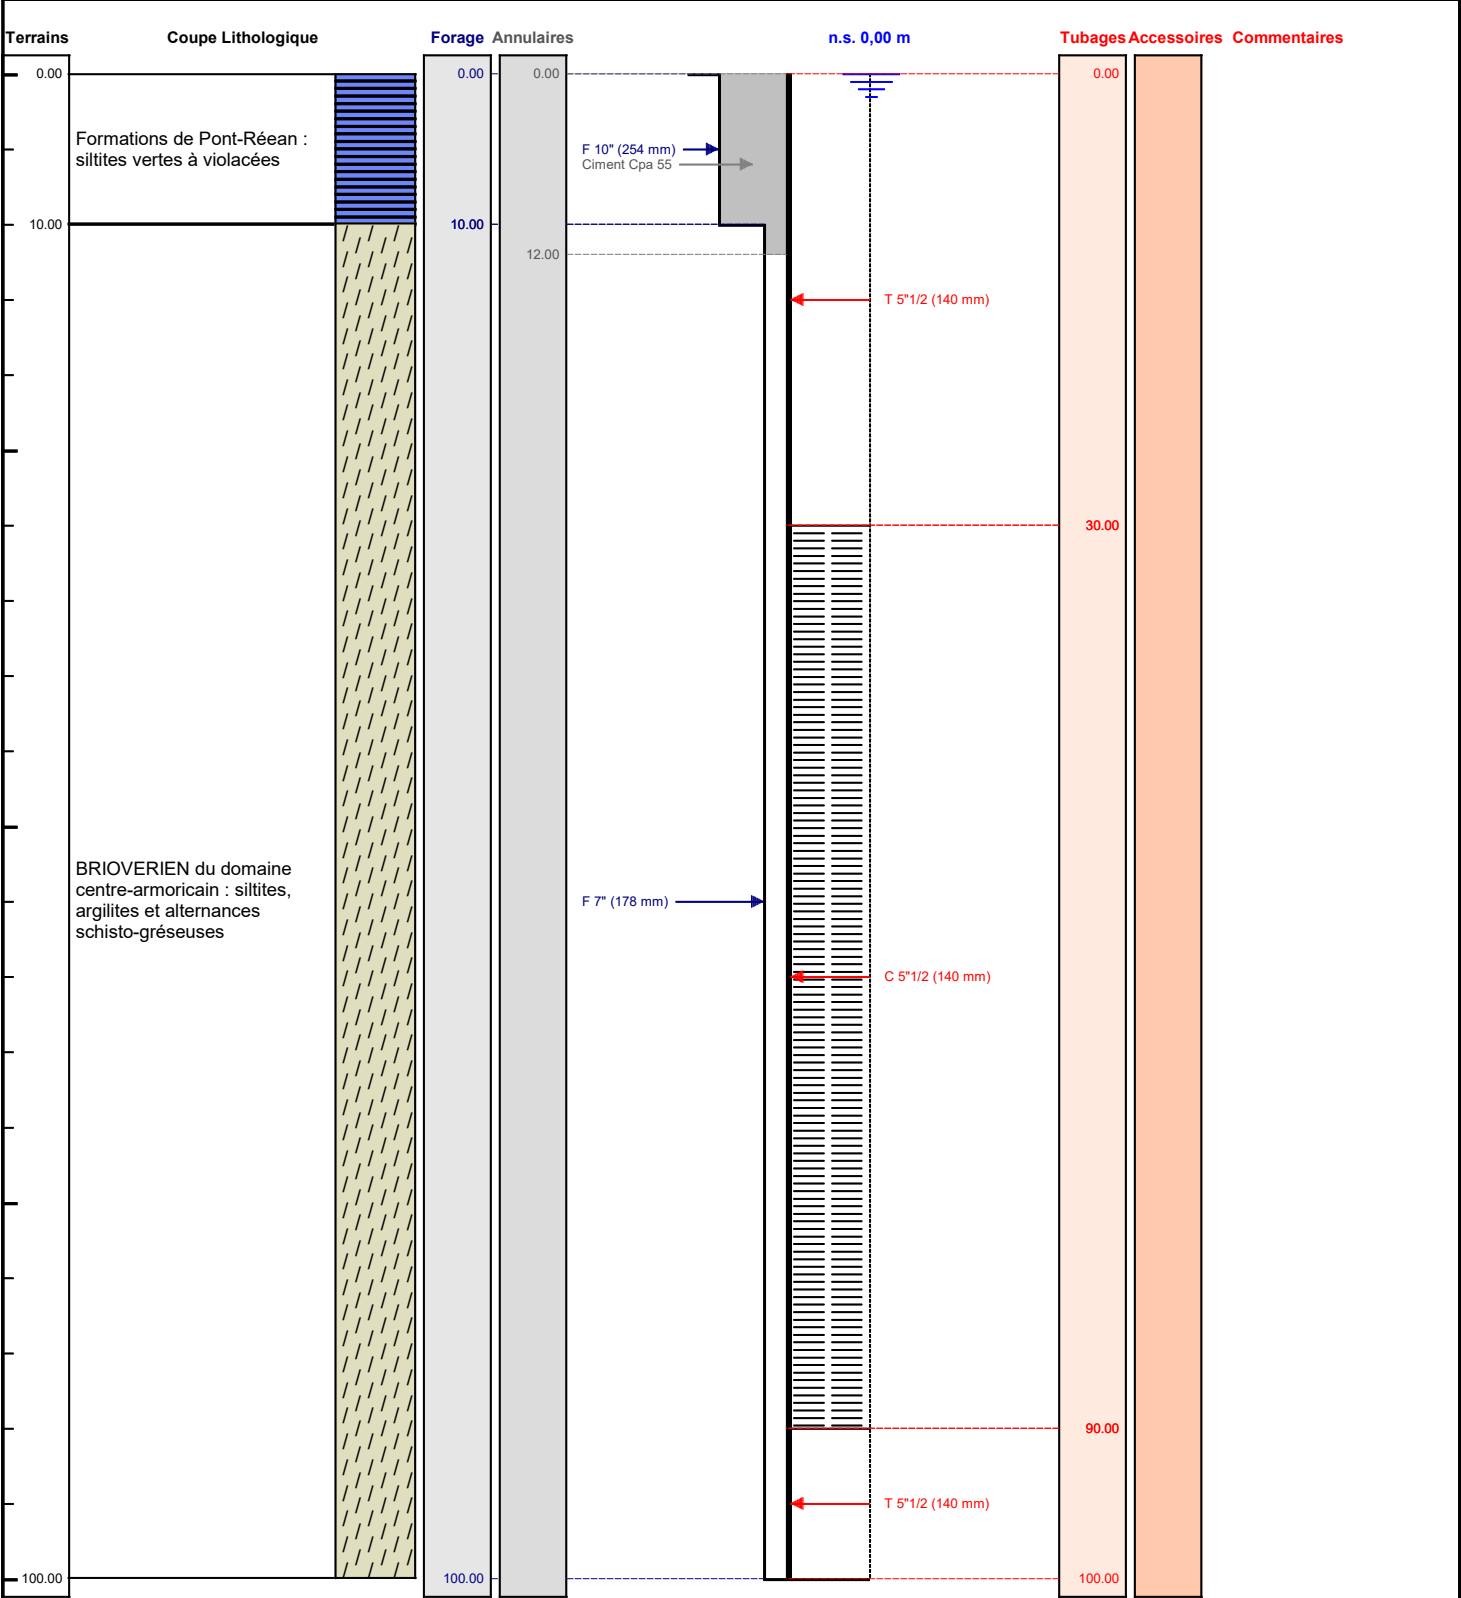 Terrains
Coupe Lithologique
Forage
Annulaires
n.s. 0,00 m
Tubages
Accessoires
Commentaires
0.00
0.00
0.00
0.00
Formations de Pont-Réean :
siltites vertes à violacées
F 10" (254 mm)
Ciment Cpa 55
10.00
10.00
12.00
T 5"1/2 (140 mm)
30.00
BRIOVERIEN du domaine
centre-armoricain : siltites,
argilites et alternances
schisto-gréseuses
F 7" (178 mm)
C 5"1/2 (140 mm)
90.00
T 5"1/2 (140 mm)
100.00
100.00
100.00